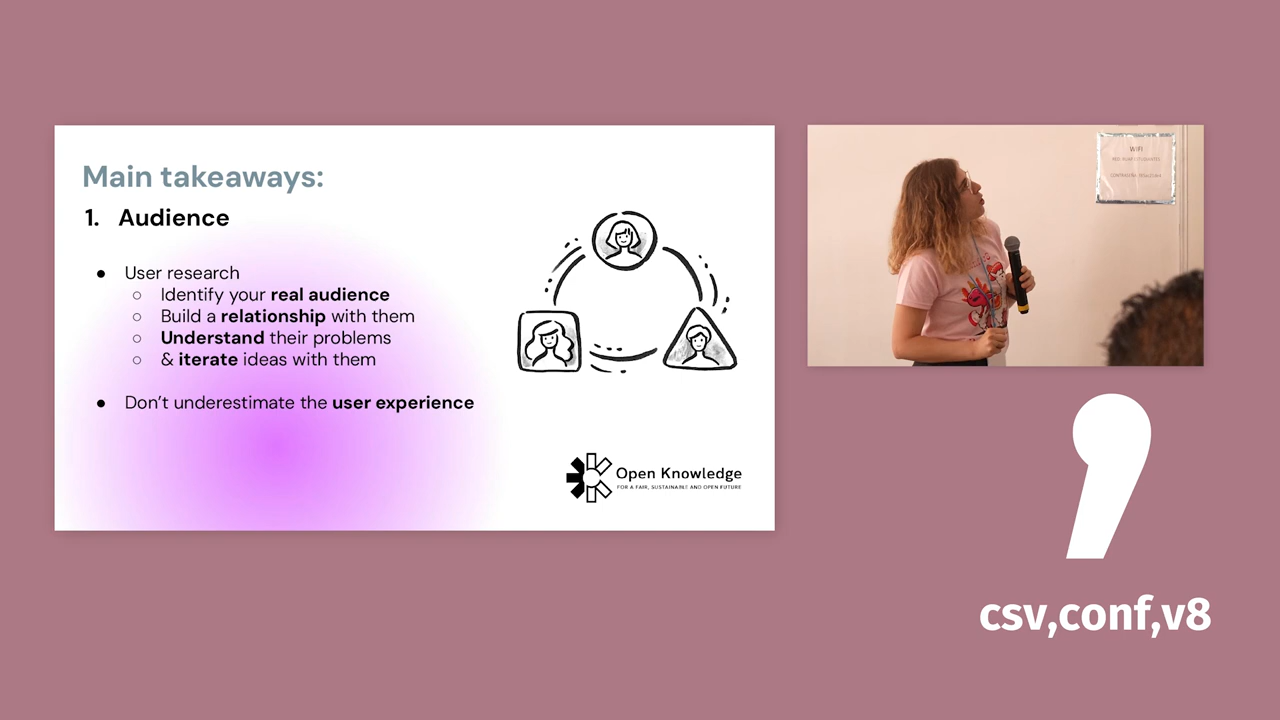 Main takeaways:
1. Audience
● User research
○ Identify your real audience
○ Build a relationship with them
○ Understand their problems
○ & iterate ideas with them
● Don’t underestimate the user experience
Open Knowledge
FOR A FAIR, SUSTAINABLE AND OPEN FUTURE
WIFI
csv,conf,v8